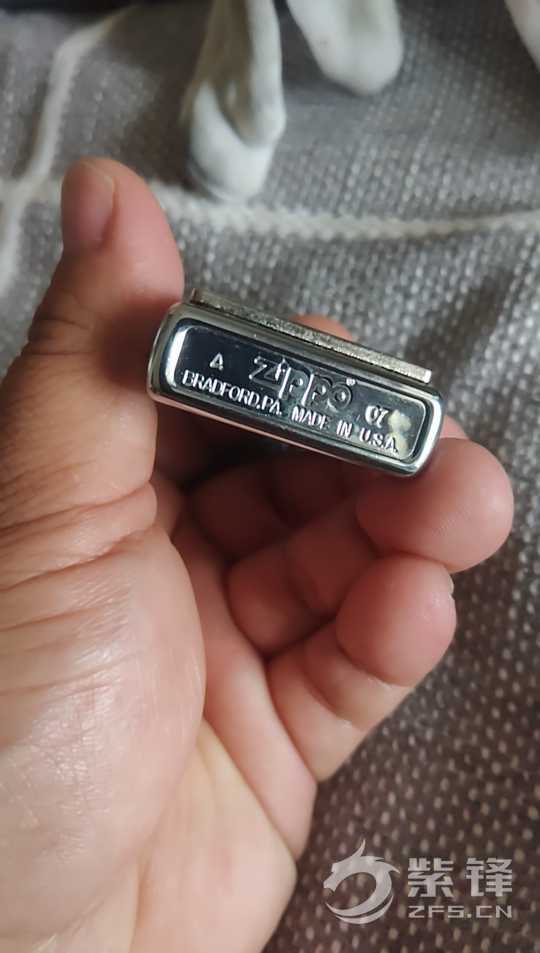 A Zippo® 07
BRADFORD, PA. MADE IN U.S.A.
紫锋
ZFS.CN